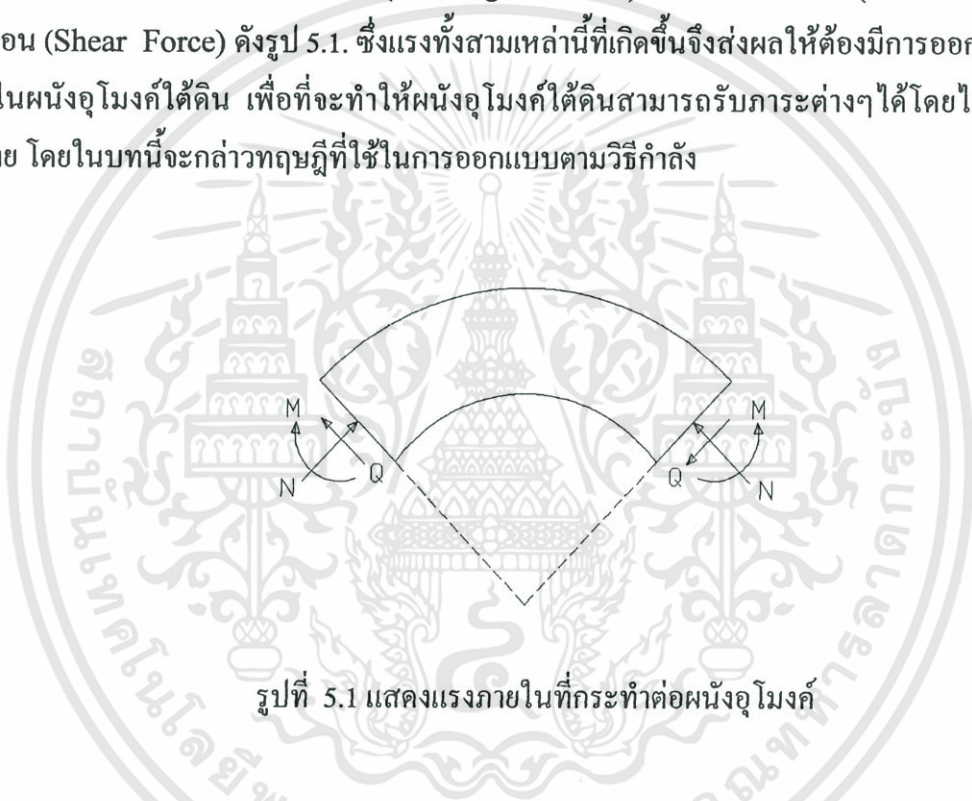 อน (Shear Force) ดังรูป 5.1. ซึ่งแรงทั้งสามเหล่านี้ที่เกิดขึ้นจึงส่งผลให้ต้องมีการออก
ในผนังอุโมงค์ใต้ดิน เพื่อที่จะทำให้ผนังอุโมงค์ใต้ดินสามารถรับภาระต่างๆได้โดยไ
ย โดยในบทนี้จะกล่าวทฤษฎีที่ใช้ในการออกแบบตามวิธีกำลัง
M M
N Q Q N
รูปที่ 5.1 แสดงแรงภายในที่กระทำต่อผนังอุโมงค์